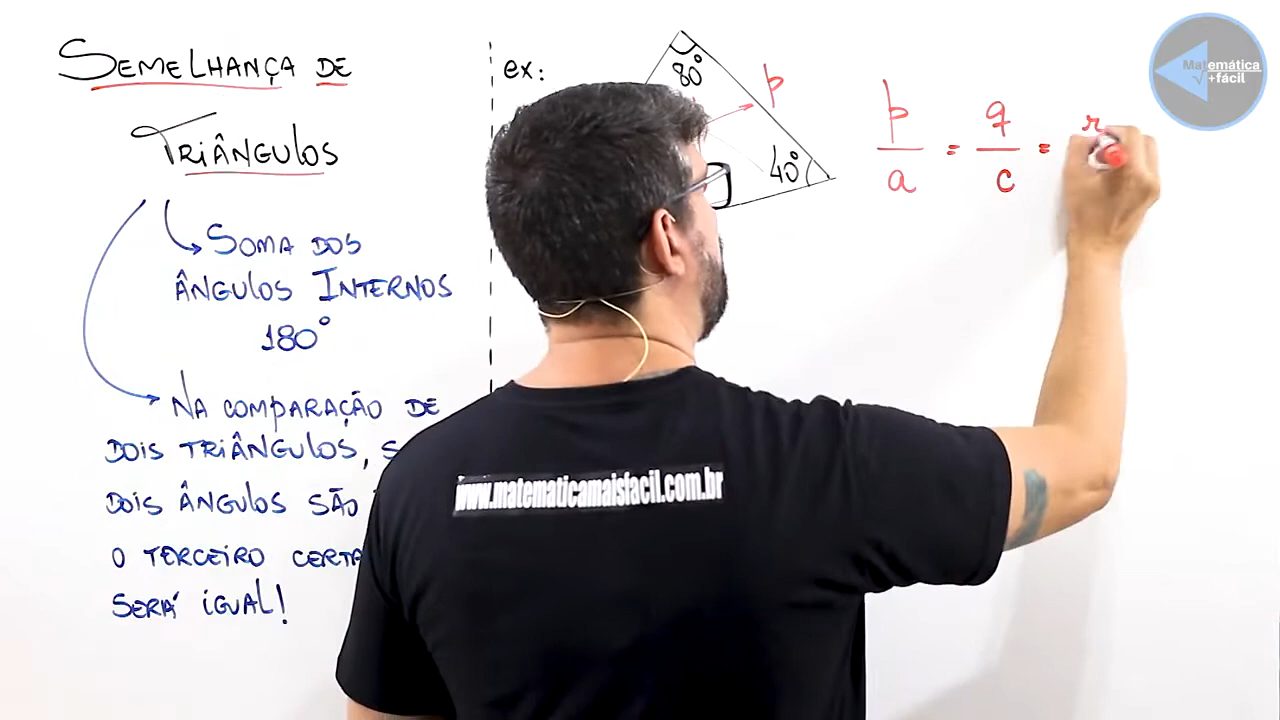 SEMELHANÇA DE
TRIÂNGULOS
SOMA DOS
ÂNGULOS INTERNOS
180°
NA COMPARAÇÃO DE
DOIS TRIÂNGULOS,
DOIS ÂNGULOS SÃO
O TERCEIRO
SERÁ IGUAL!
ex:
80°
p
40°
p/a = q/c = r
www.matematicamaisfacil.com.br
Matemática
√+fácil